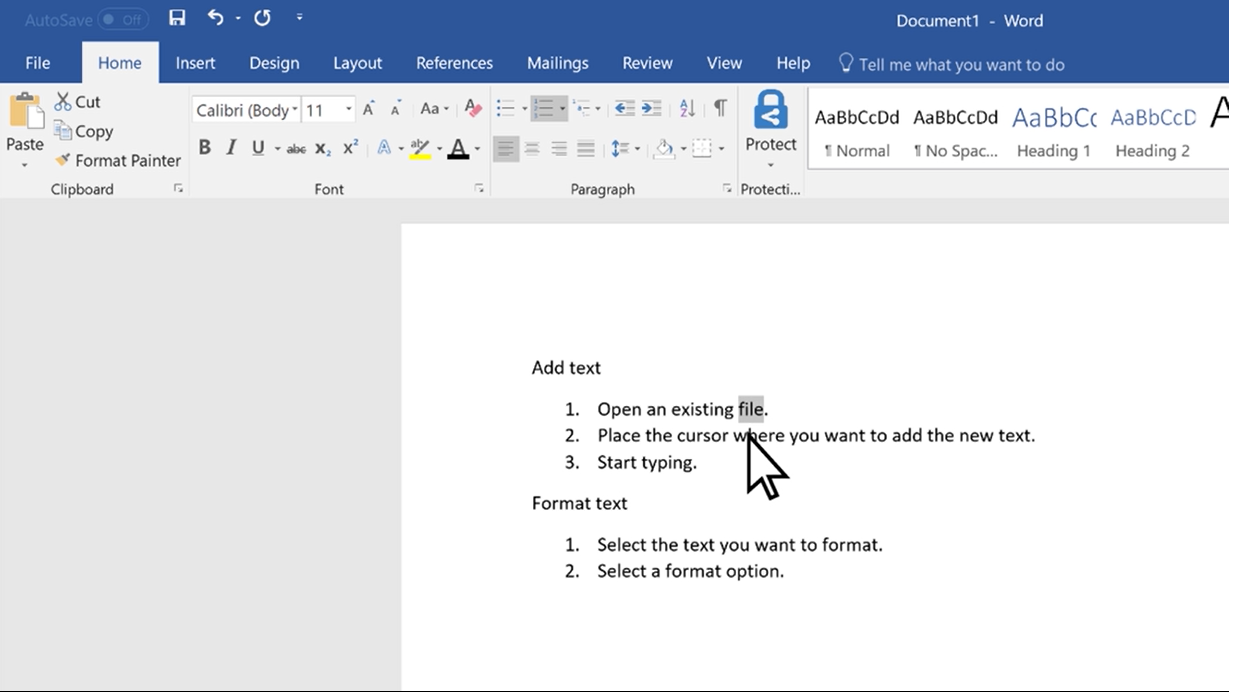 AutoSave Off Document1 - Word
File Home Insert Design Layout References Mailings Review View Help Tell me what you want to do
Paste
Cut
Copy
Format Painter
Clipboard
Calibri (Body 11 A A Aa A
B I U abc X₂ X² A ab A
Font
A Z ¶
Paragraph
Protect
Protecti...
AaBbCcDd AaBbCcDd AaBbCc AaBbCcD A
¶ Normal ¶ No Spac... Heading 1 Heading 2
Add text
1. Open an existing file.
2. Place the cursor where you want to add the new text.
3. Start typing.
Format text
1. Select the text you want to format.
2. Select a format option.